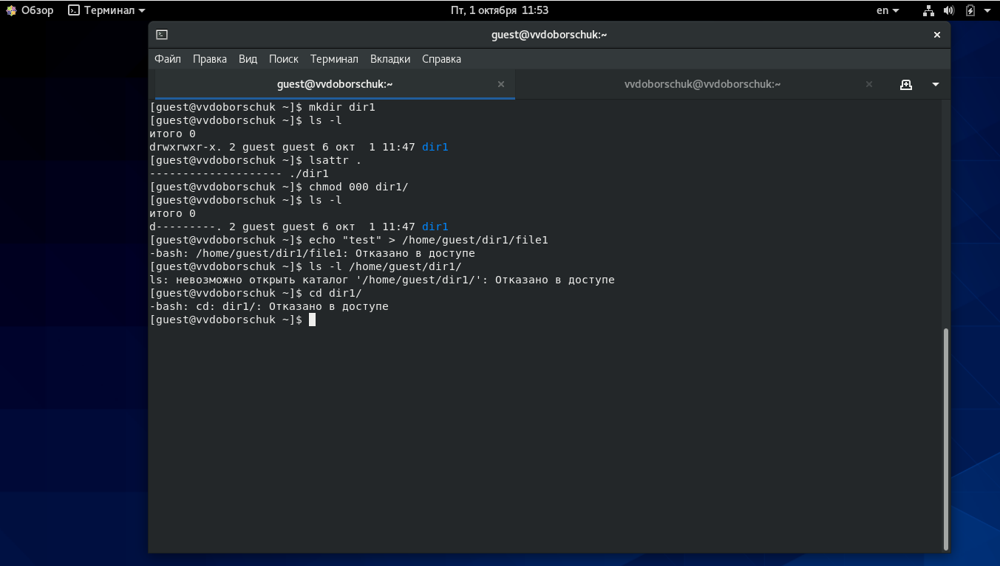 Обзор Терминал Пт, 1 октября 11:53 en
guest@vvdoborschuk:~
Файл Правка Вид Поиск Терминал Вкладки Справка
guest@vvdoborschuk:~ vvdoborschuk@vvdoborschuk:~
[guest@vvdoborschuk ~]$ mkdir dir1
[guest@vvdoborschuk ~]$ ls -l
итого 0
drwxrwxr-x. 2 guest guest 6 окт  1 11:47 dir1
[guest@vvdoborschuk ~]$ lsattr .
-------------------- ./dir1
[guest@vvdoborschuk ~]$ chmod 000 dir1/
[guest@vvdoborschuk ~]$ ls -l
итого 0
d---------. 2 guest guest 6 окт  1 11:47 dir1
[guest@vvdoborschuk ~]$ echo "test" > /home/guest/dir1/file1
-bash: /home/guest/dir1/file1: Отказано в доступе
[guest@vvdoborschuk ~]$ ls -l /home/guest/dir1/
ls: невозможно открыть каталог '/home/guest/dir1/': Отказано в доступе
[guest@vvdoborschuk ~]$ cd dir1/
-bash: cd: dir1/: Отказано в доступе
[guest@vvdoborschuk ~]$